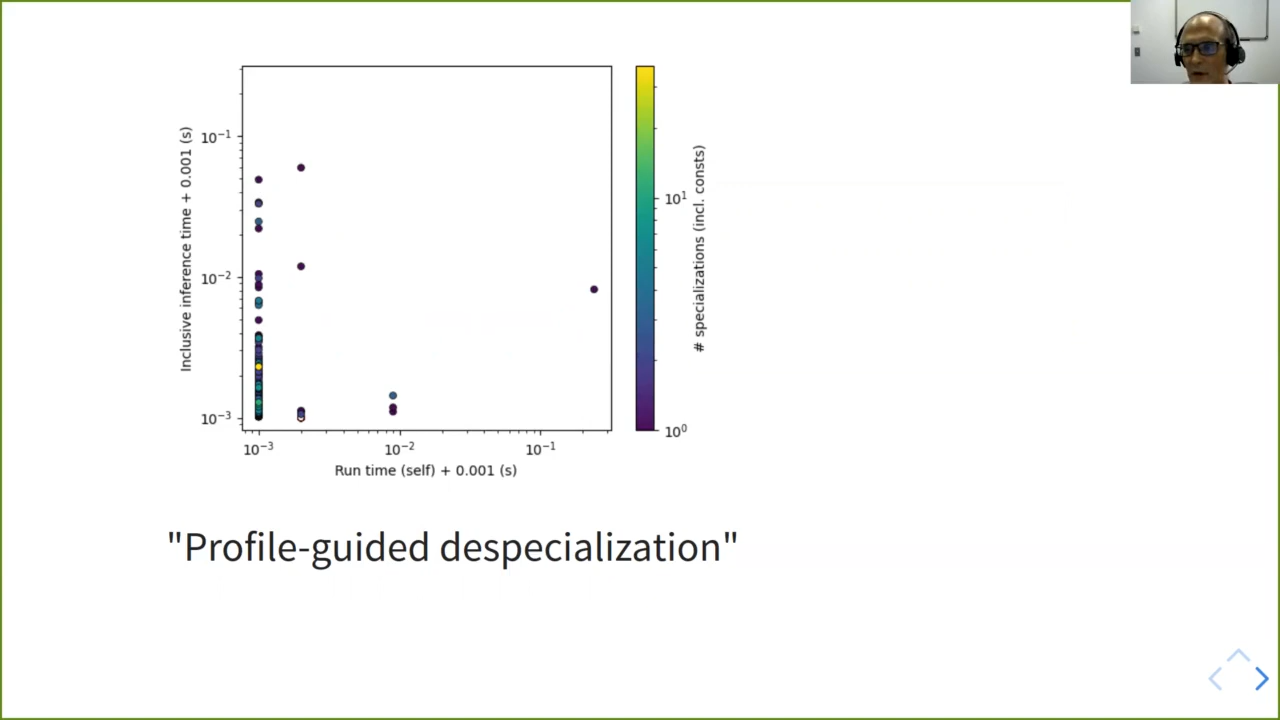 Inclusive inference time + 0.001 (s)
10⁻¹
10⁻²
10⁻³
10⁻³ 10⁻² 10⁻¹
Run time (self) + 0.001 (s)
10¹
10⁰
# specializations (incl. consts)
"Profile-guided despecialization"